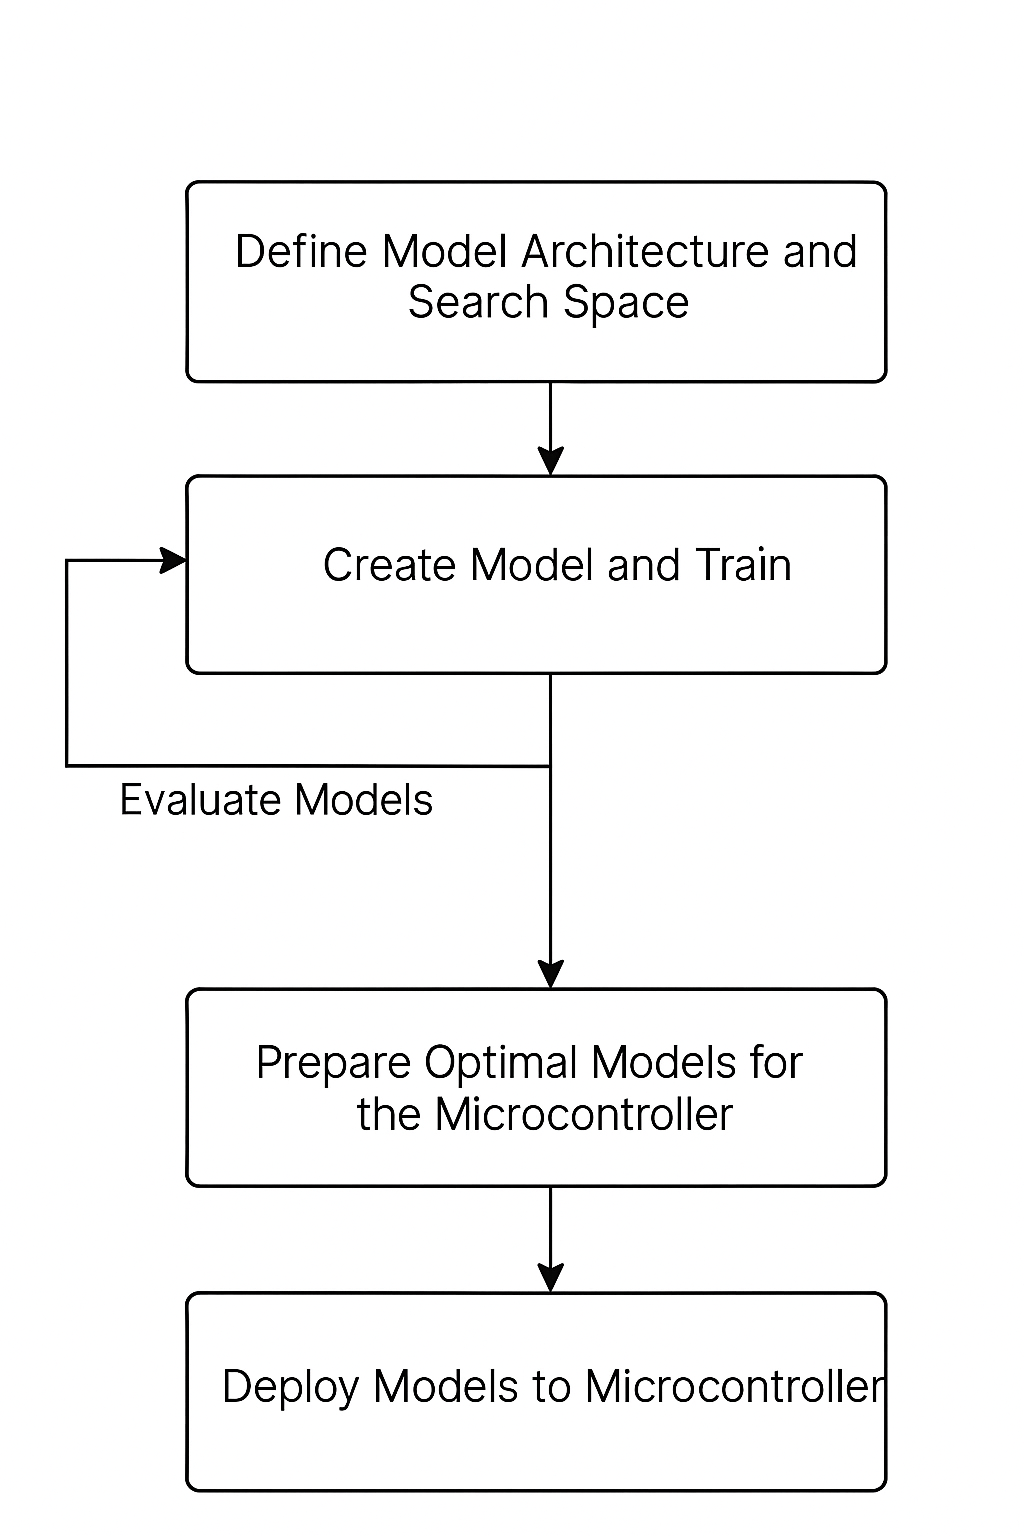 Define Model Architecture and
Search Space
Create Model and Train
Evaluate Models
Prepare Optimal Models for
the Microcontroller
Deploy Models to Microcontroller